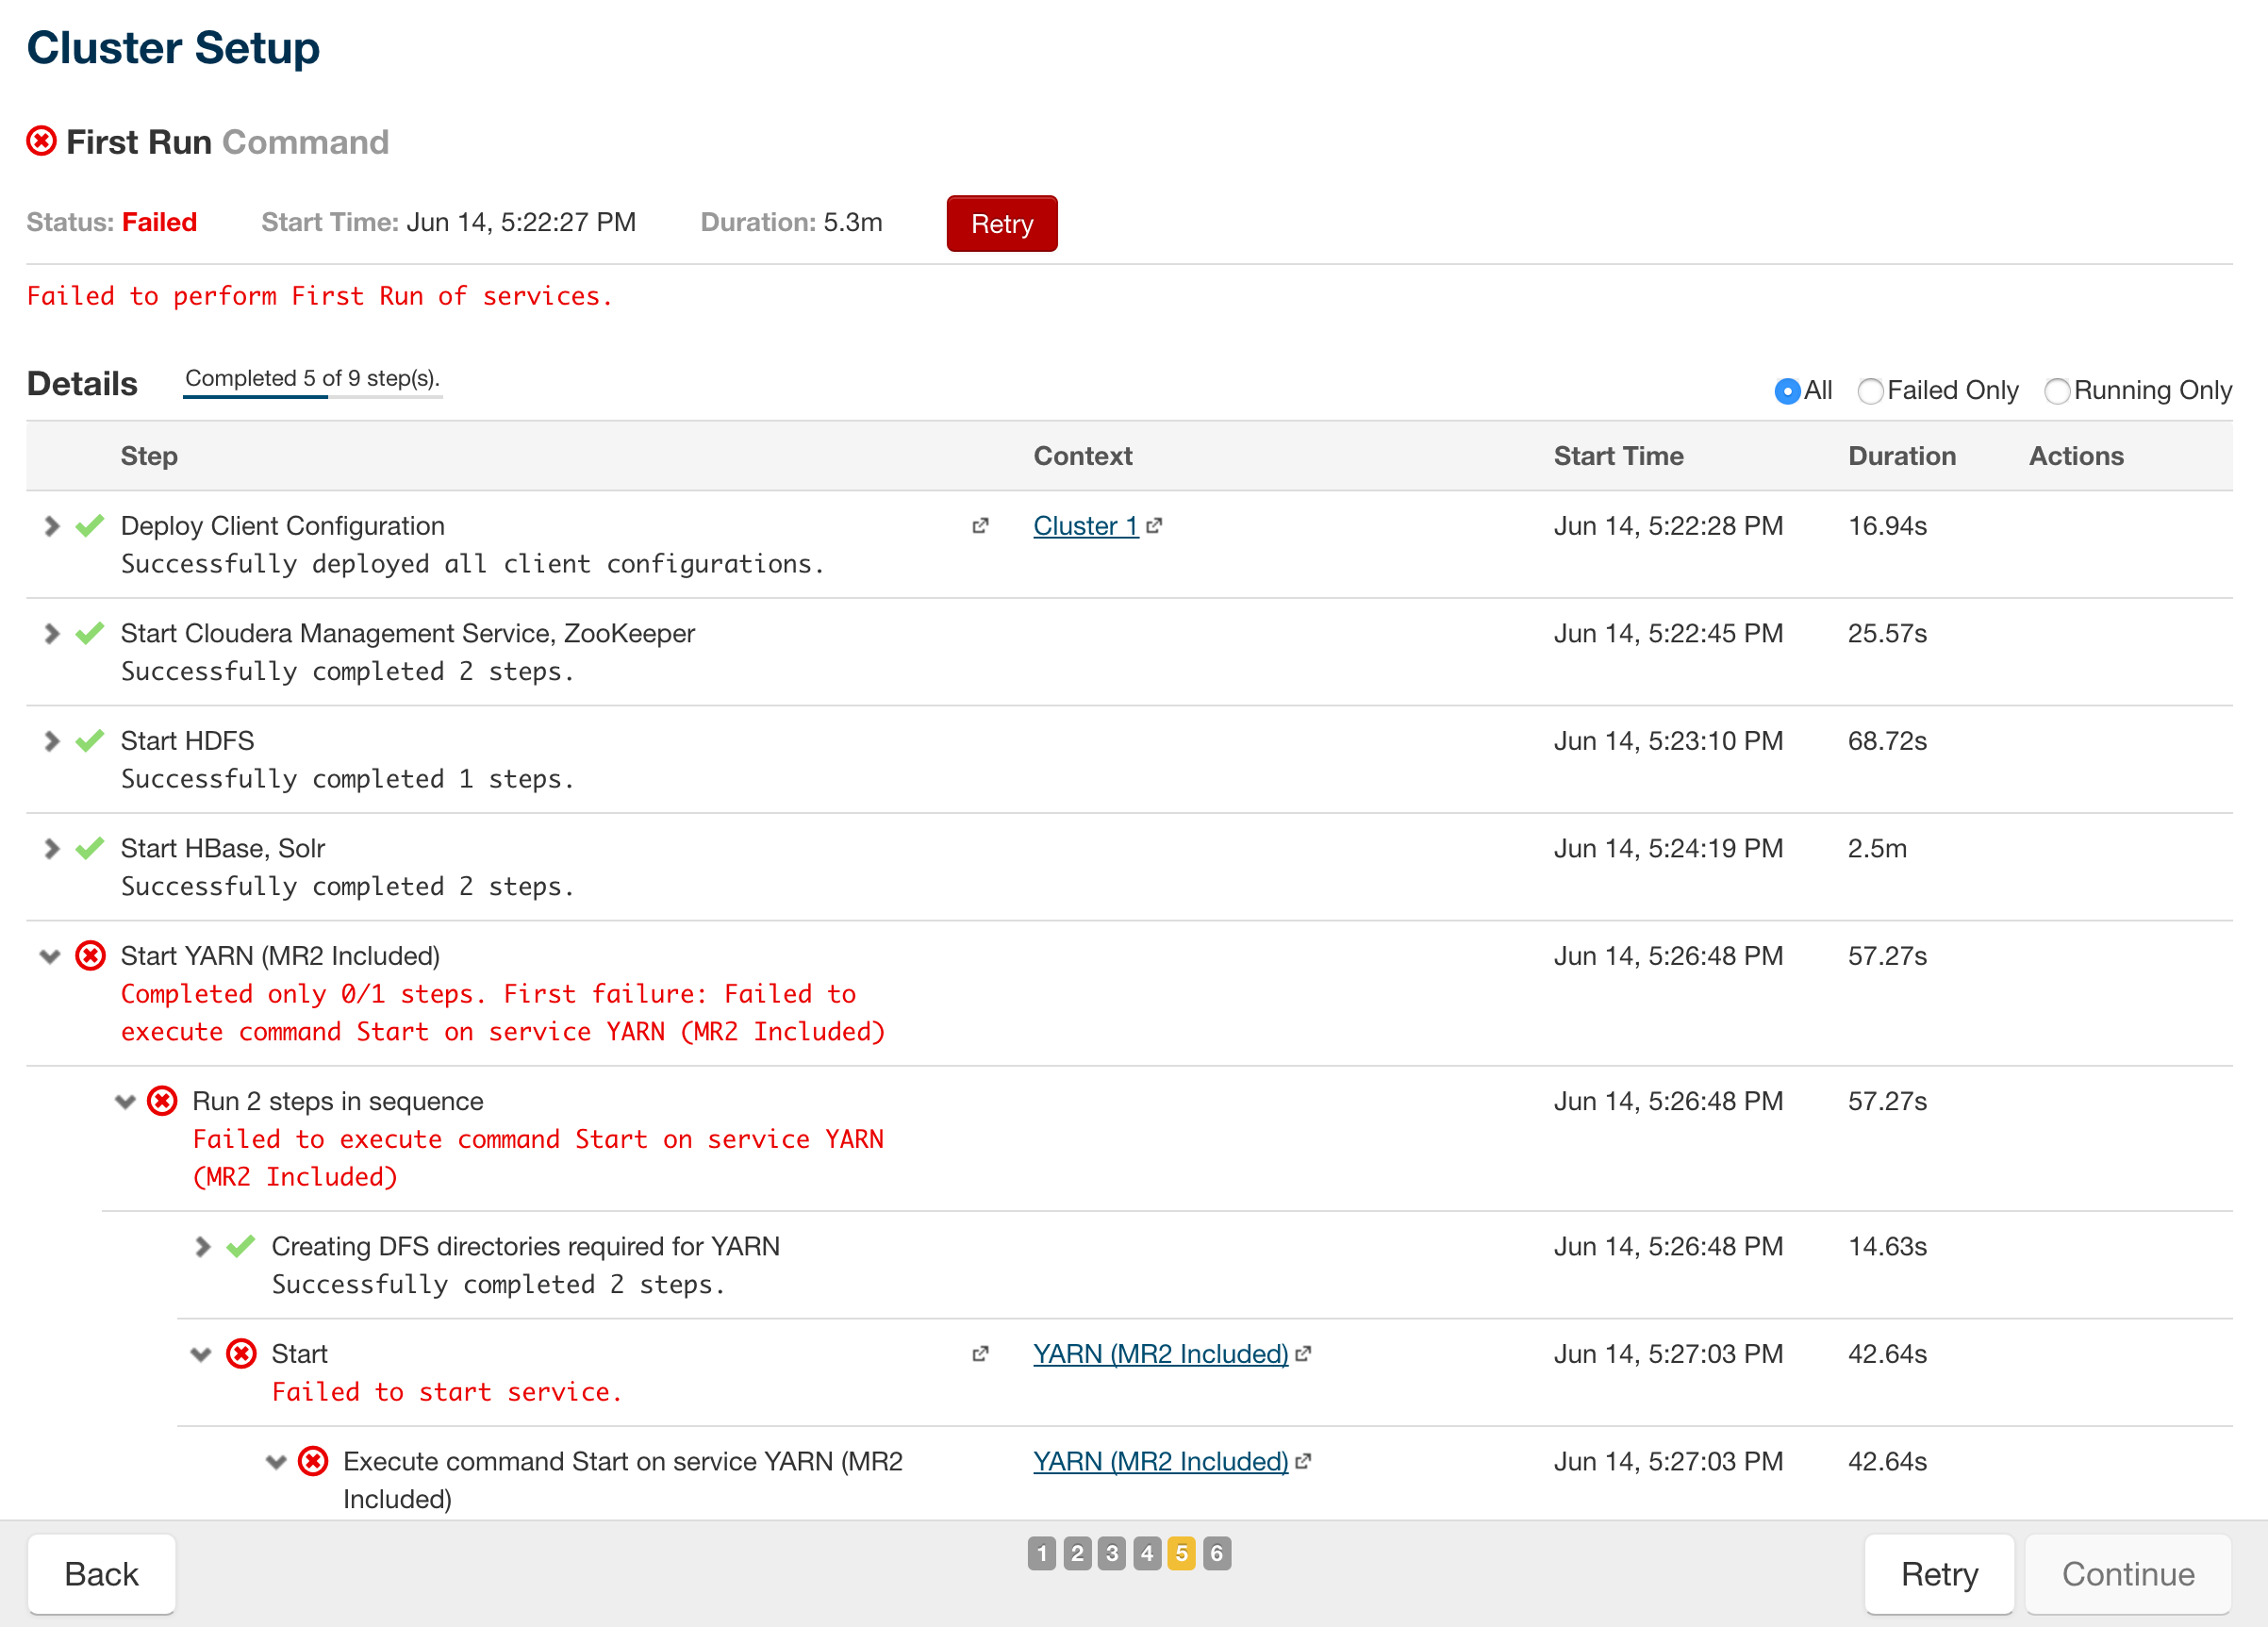 Cluster Setup
First Run Command
Status: Failed Start Time: Jun 14, 5:22:27 PM Duration: 5.3m Retry
Failed to perform First Run of services.
Details Completed 5 of 9 step(s).
All Failed Only Running Only
Step Context Start Time Duration Actions
Deploy Client Configuration Cluster 1 Jun 14, 5:22:28 PM 16.94s
Successfully deployed all client configurations.
Start Cloudera Management Service, ZooKeeper Jun 14, 5:22:45 PM 25.57s
Successfully completed 2 steps.
Start HDFS Jun 14, 5:23:10 PM 68.72s
Successfully completed 1 steps.
Start HBase, Solr Jun 14, 5:24:19 PM 2.5m
Successfully completed 2 steps.
Start YARN (MR2 Included) Jun 14, 5:26:48 PM 57.27s
Completed only 0/1 steps. First failure: Failed to
execute command Start on service YARN (MR2 Included)
Run 2 steps in sequence Jun 14, 5:26:48 PM 57.27s
Failed to execute command Start on service YARN
(MR2 Included)
Creating DFS directories required for YARN Jun 14, 5:26:48 PM 14.63s
Successfully completed 2 steps.
Start YARN (MR2 Included) Jun 14, 5:27:03 PM 42.64s
Failed to start service.
Execute command Start on service YARN (MR2 YARN (MR2 Included) Jun 14, 5:27:03 PM 42.64s
Included)
Back 1 2 3 4 5 6 Retry Continue